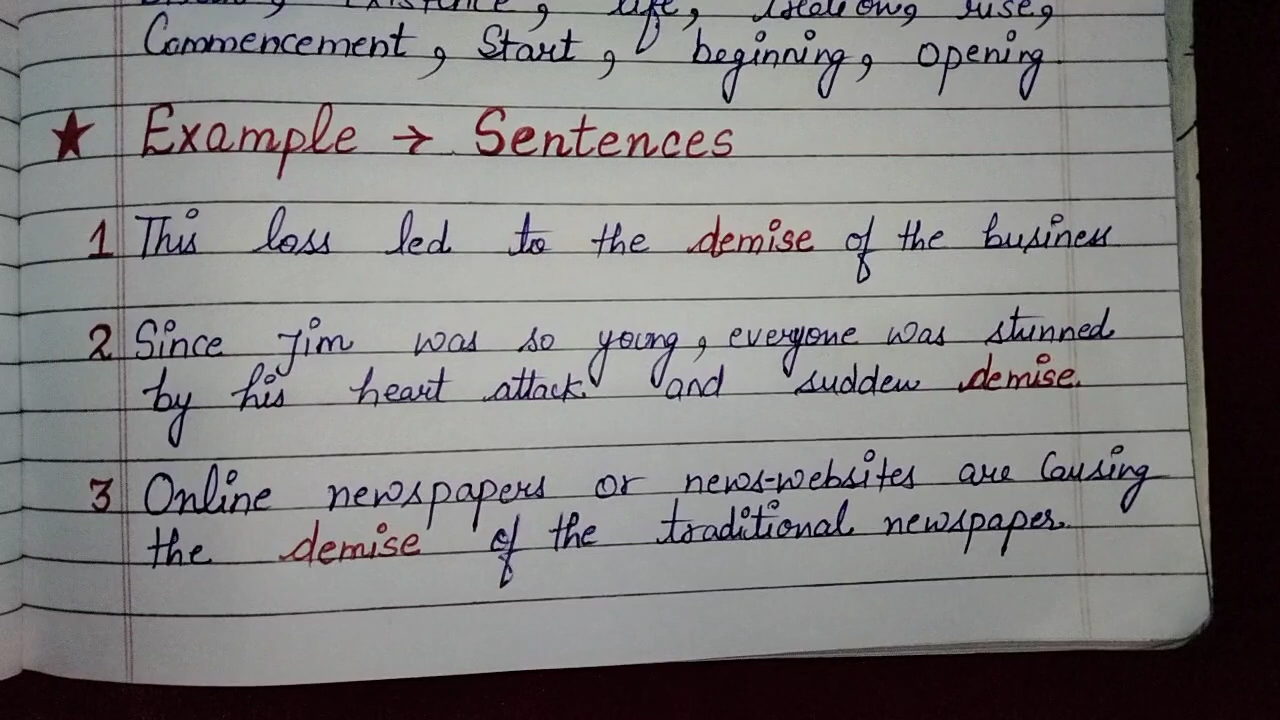 life,
Commencement, Start, beginning, opening
★ Example → Sentences
1 This loss led to the demise of the business
2 Since Jim was so young, everyone was stunned
by his heart attack and sudden demise.
3 Online newspapers or news-websites are Causing
the demise of the traditional newspaper.